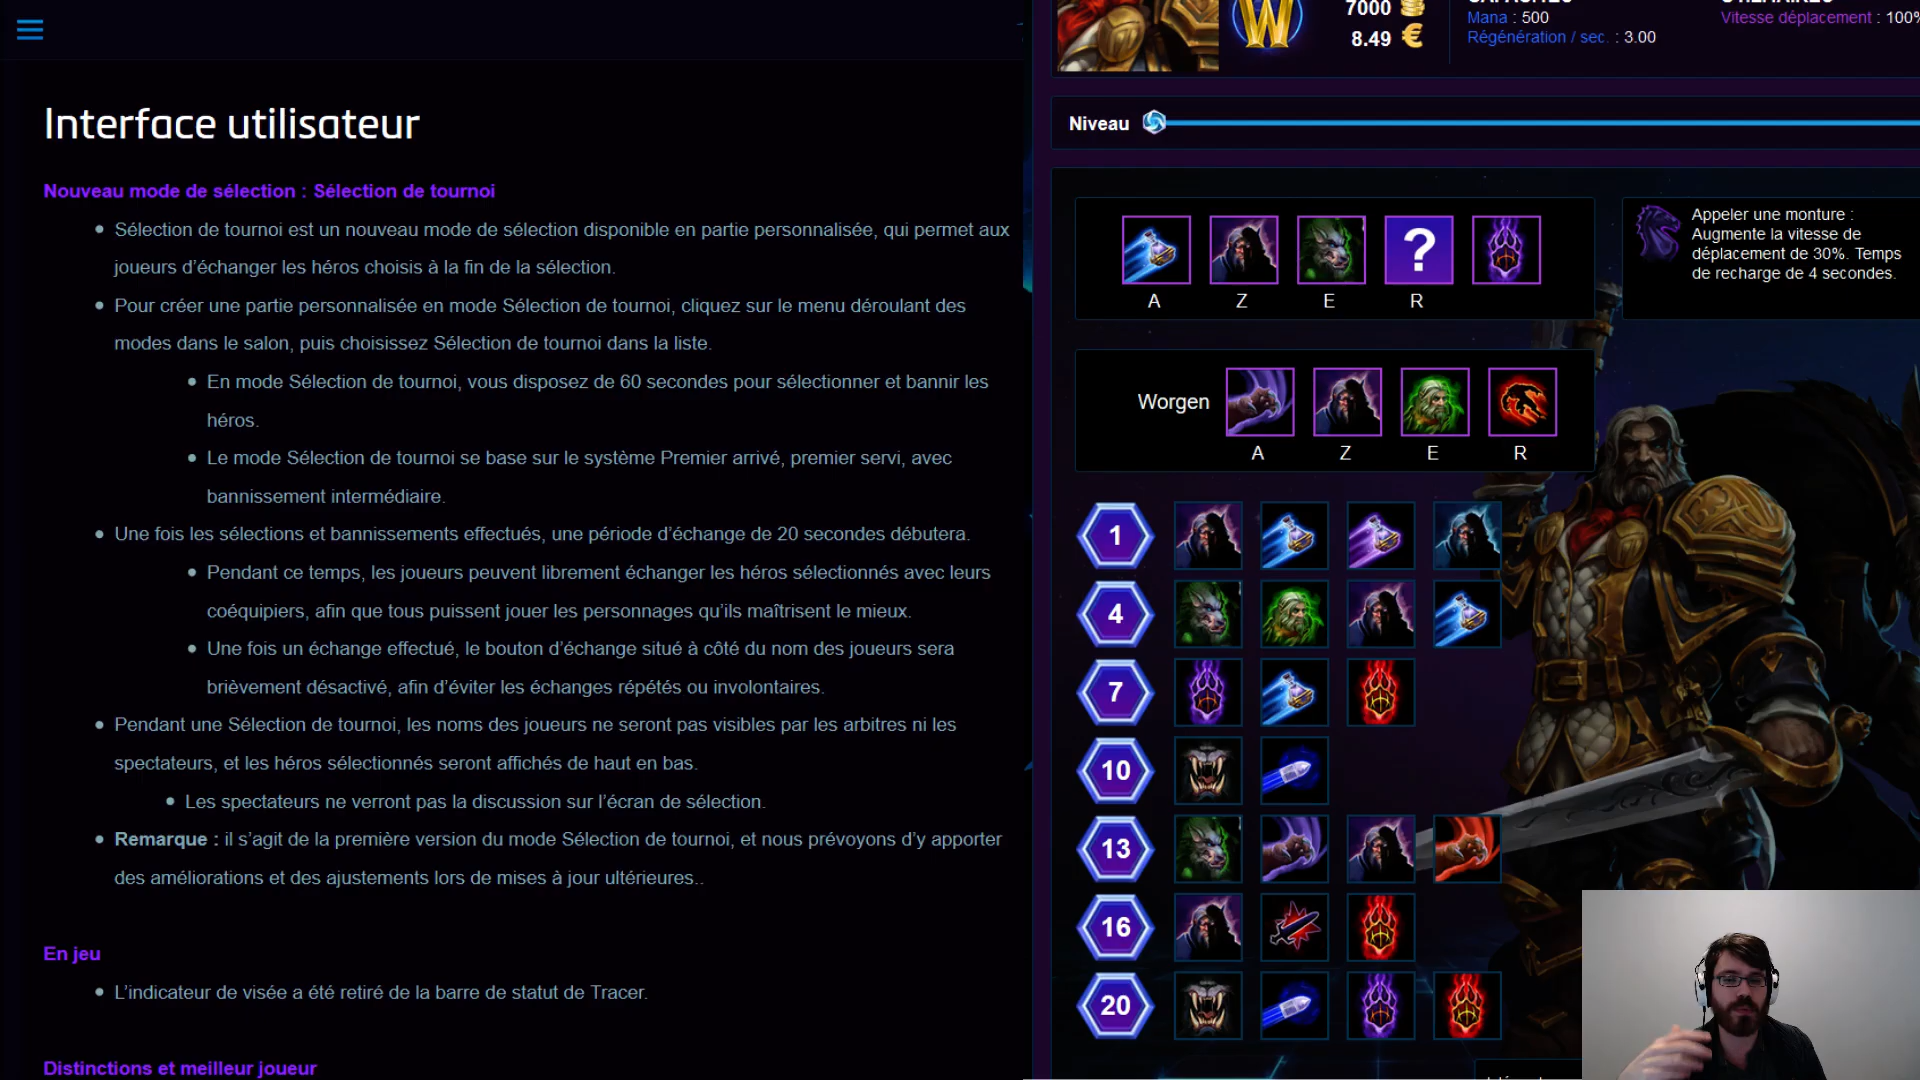 Interface utilisateur
Nouveau mode de sélection : Sélection de tournoi
Sélection de tournoi est un nouveau mode de sélection disponible en partie personnalisée, qui permet aux
joueurs d’échanger les héros choisis à la fin de la sélection.
Pour créer une partie personnalisée en mode Sélection de tournoi, cliquez sur le menu déroulant des
modes dans le salon, puis choisissez Sélection de tournoi dans la liste.
En mode Sélection de tournoi, vous disposez de 60 secondes pour sélectionner et bannir les
héros.
Le mode Sélection de tournoi se base sur le système Premier arrivé, premier servi, avec
bannissement intermédiaire.
Une fois les sélections et bannissements effectués, une période d’échange de 20 secondes débutera.
Pendant ce temps, les joueurs peuvent librement échanger les héros sélectionnés avec leurs
coéquipiers, afin que tous puissent jouer les personnages qu’ils maîtrisent le mieux.
Une fois un échange effectué, le bouton d’échange situé à côté du nom des joueurs sera
brièvement désactivé, afin d’éviter les échanges répétés ou involontaires.
Pendant une Sélection de tournoi, les noms des joueurs ne seront pas visibles par les arbitres ni les
spectateurs, et les héros sélectionnés seront affichés de haut en bas.
Les spectateurs ne verront pas la discussion sur l’écran de sélection.
Remarque : il s’agit de la première version du mode Sélection de tournoi, et nous prévoyons d’y apporter
des améliorations et des ajustements lors de mises à jour ultérieures..
En jeu
L’indicateur de visée a été retiré de la barre de statut de Tracer.
Distinctions et meilleur joueur
7000
8.49 €
Mana : 500
Régénération / sec. : 3.00
Vitesse déplacement : 100%
Niveau
?
A Z E R
Appeler une monture :
Augmente la vitesse de
déplacement de 30%. Temps
de recharge de 4 secondes.
Worgen
A Z E R
1
4
7
10
13
16
20